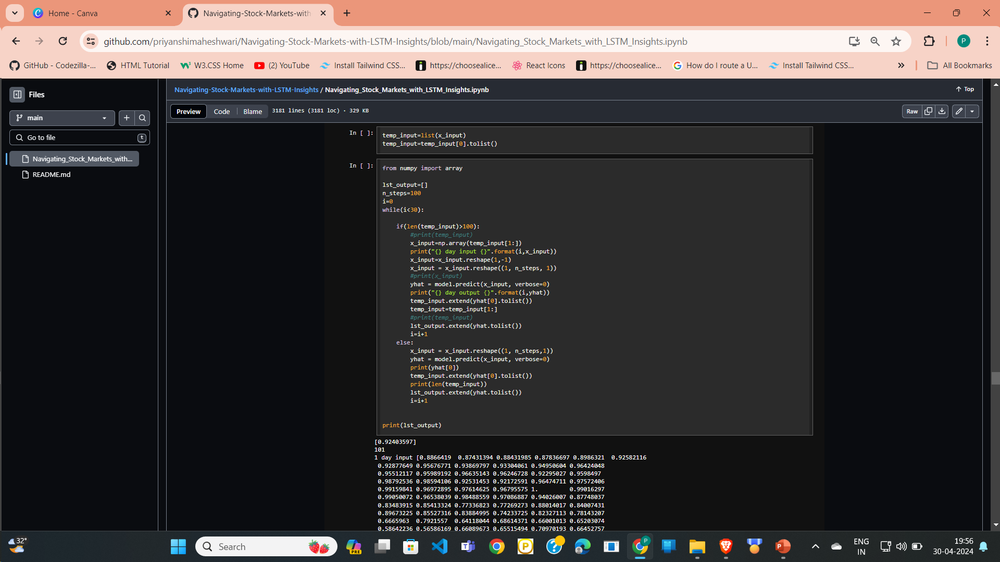 Home - Canva
Navigating-Stock-Markets-with
github.com/priyanshimaheshwari/Navigating-Stock-Markets-with-LSTM-Insights/blob/main/Navigating_Stock_Markets_with_LSTM_Insights.ipynb
P
GitHub - Codezilla-...
HTML Tutorial
W3.CSS Home
(2) YouTube
Install Tailwind CSS...
https://choosealice...
React Icons
https://choosealice...
How do I route a U...
Install Tailwind CSS...
All Bookmarks
Files
Navigating-Stock-Markets-with-LSTM-Insights / Navigating_Stock_Markets_with_LSTM_Insights.ipynb
Top
main
Preview Code Blame 3181 lines (3181 loc) · 329 KB
Raw
Go to file t
Navigating_Stock_Markets_with...
README.md
In [ ]:
temp_input=list(x_input)
temp_input=temp_input[0].tolist()
In [ ]:
from numpy import array
lst_output=[]
n_steps=100
i=0
while(i<30):
if(len(temp_input)>100):
#print(temp_input)
x_input=np.array(temp_input[1:])
print("{} day input {}".format(i,x_input))
x_input=x_input.reshape(1,-1)
x_input = x_input.reshape((1, n_steps, 1))
#print(x_input)
yhat = model.predict(x_input, verbose=0)
print("{} day output {}".format(i,yhat))
temp_input.extend(yhat[0].tolist())
temp_input=temp_input[1:]
#print(temp_input)
lst_output.extend(yhat.tolist())
i=i+1
else:
x_input = x_input.reshape((1, n_steps,1))
yhat = model.predict(x_input, verbose=0)
print(yhat[0])
temp_input.extend(yhat[0].tolist())
print(len(temp_input))
lst_output.extend(yhat.tolist())
i=i+1
print(lst_output)
[0.92403597]
101
1 day input [0.8866419 0.87431394 0.88431985 0.87836697 0.8986321 0.92582116
0.92877649 0.95676771 0.93869797 0.93304061 0.94950604 0.96424048
0.95512117 0.95989192 0.96635143 0.96246728 0.92295027 0.9598497
0.98792536 0.98594106 0.92531453 0.92172591 0.96474711 0.97572406
0.99159841 0.96972895 0.97614625 0.96795575 1. 0.99016297
0.99050072 0.96538039 0.98488559 0.97086887 0.94026007 0.87748037
0.83483915 0.85413324 0.77336823 0.77269273 0.88014017 0.84007431
0.89673225 0.85527316 0.83884995 0.74233725 0.82327113 0.78143207
0.6665963 0.7921557 0.64118044 0.68614371 0.66001013 0.65203074
0.58642236 0.56586169 0.66089673 0.65515494 0.70970193 0.66452757
32°
Search
PRE
ENG
IN
19:56
30-04-2024